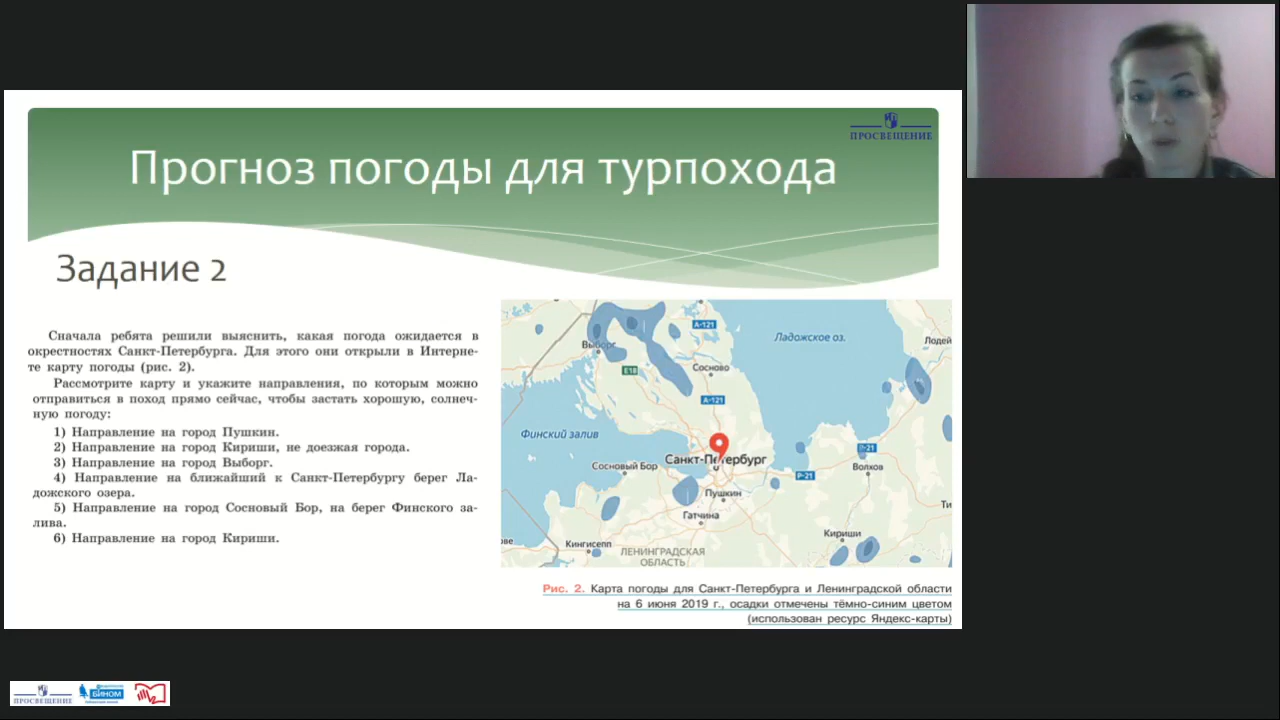 ПРОСВЕЩЕНИЕ
Прогноз погоды для турпохода
Задание 2
Сначала ребята решили выяснить, какая погода ожидается в
окрестностях Санкт-Петербурга. Для этого они открыли в Интерне-
те карту погоды (рис. 2).
Рассмотрите карту и укажите направления, по которым можно
отправиться в поход прямо сейчас, чтобы застать хорошую, солнеч-
ную погоду:
1) Направление на город Пушкин.
2) Направление на город Кириши, не доезжая города.
3) Направление на город Выборг.
4) Направление на ближайший к Санкт-Петербургу берег Ла-
дожского озера.
5) Направление на город Сосновый Бор, на берег Финского за-
лива.
6) Направление на город Кириши.
А-121
Ладожское оз.
Выборг
Лодей
Е18
Сосново
А-121
Финский залив
Р-21
Санкт-Петербург
Сосновый Бор
Волхов
Р-21
Пушкин
Ти
Гатчина
Кириши
ове
Кингисепп
ЛЕНИНГРАДСКАЯ
ОБЛАСТЬ
Рис. 2. Карта погоды для Санкт-Петербурга и Ленинградской области
на 6 июня 2019 г., осадки отмечены тёмно-синим цветом
(использован ресурс Яндекс-карты)
ПРОСВЕЩЕНИЕ
БИНОМ